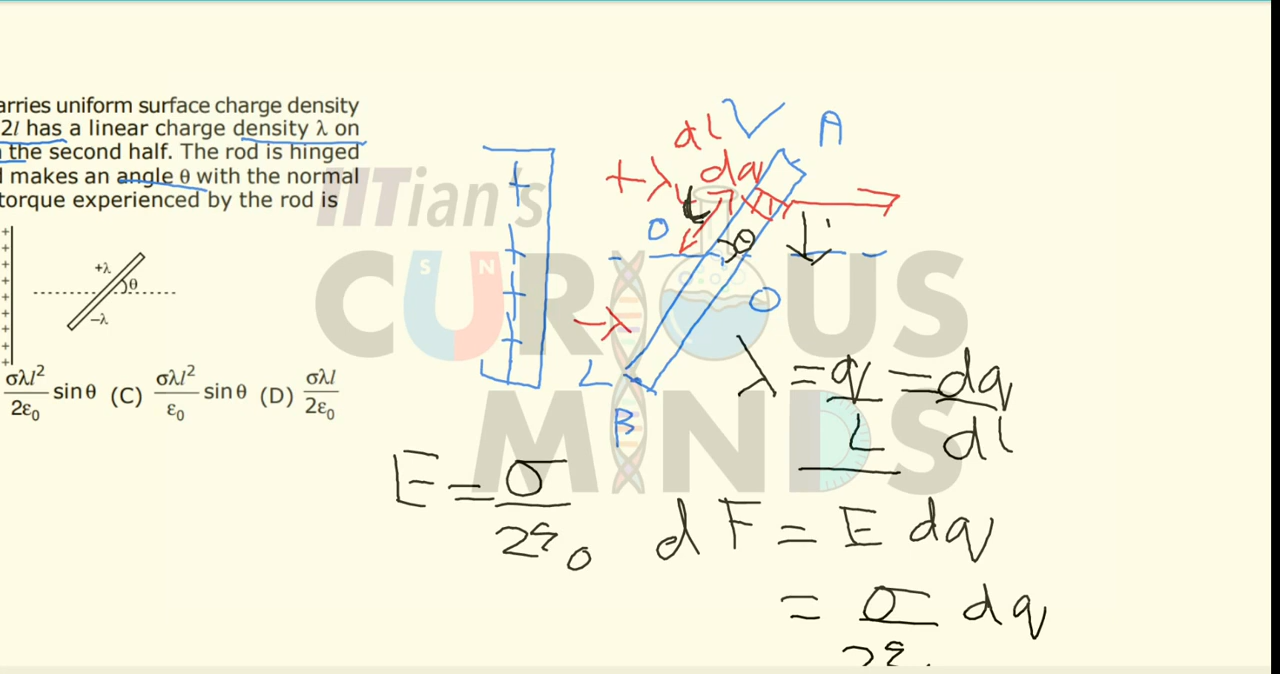 arries uniform surface charge density
2l has a linear charge density λ on
the second half. The rod is hinged
makes an angle θ with the normal
torque experienced by the rod is
+λ
θ
−λ
σλl²/2ε₀ sinθ (C) σλl²/ε₀ sinθ (D) σλl/2ε₀
IITian's
CURIOUS
MINDS
S N
dl
A
+λ
dq
l
O
θ
O
−λ
L
B
λ = q/L = dq/dl
E = σ/2ε₀
dF = E dq
= σ/2ε dq